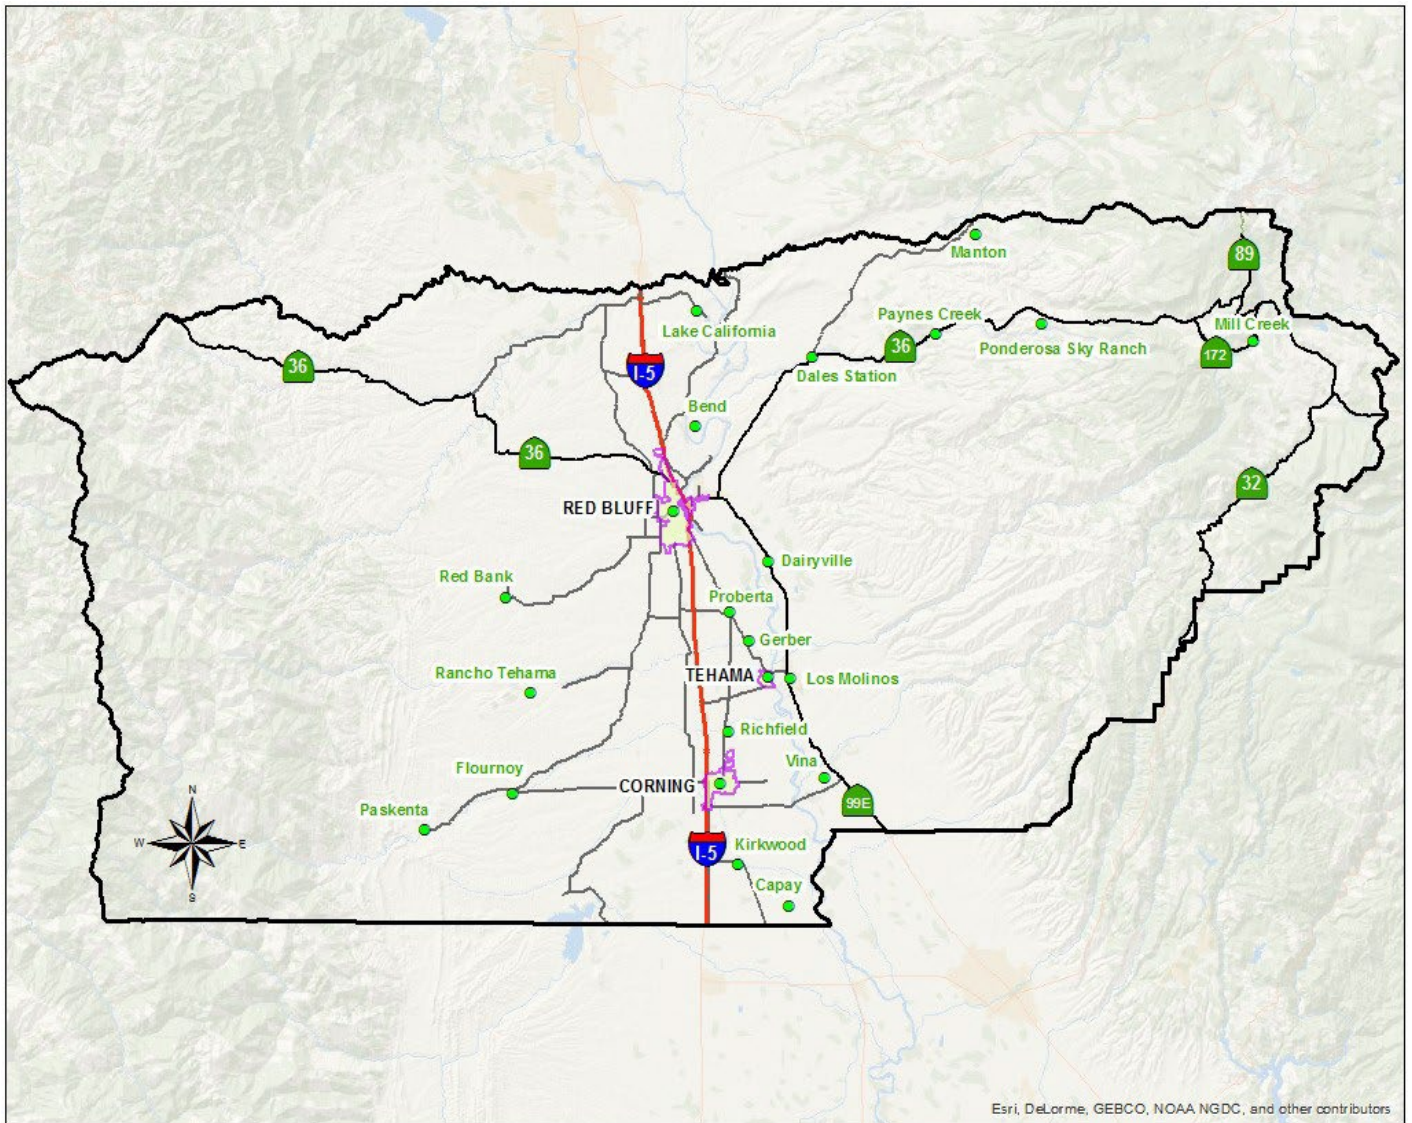 Manton
89
Lake California
Paynes Creek
36
Ponderosa Sky Ranch
Mill Creek
172
Dales Station
36
I-5
Bend
36
32
RED BLUFF
Dairyville
Red Bank
Proberta
Gerber
Rancho Tehama
TEHAMA
Los Molinos
Richfield
Flournoy
Vina
CORNING
99E
Paskenta
N
W
E
S
I-5
Kirkwood
Capay
Esri, DeLorme, GEBCO, NOAA NGDC, and other contributors